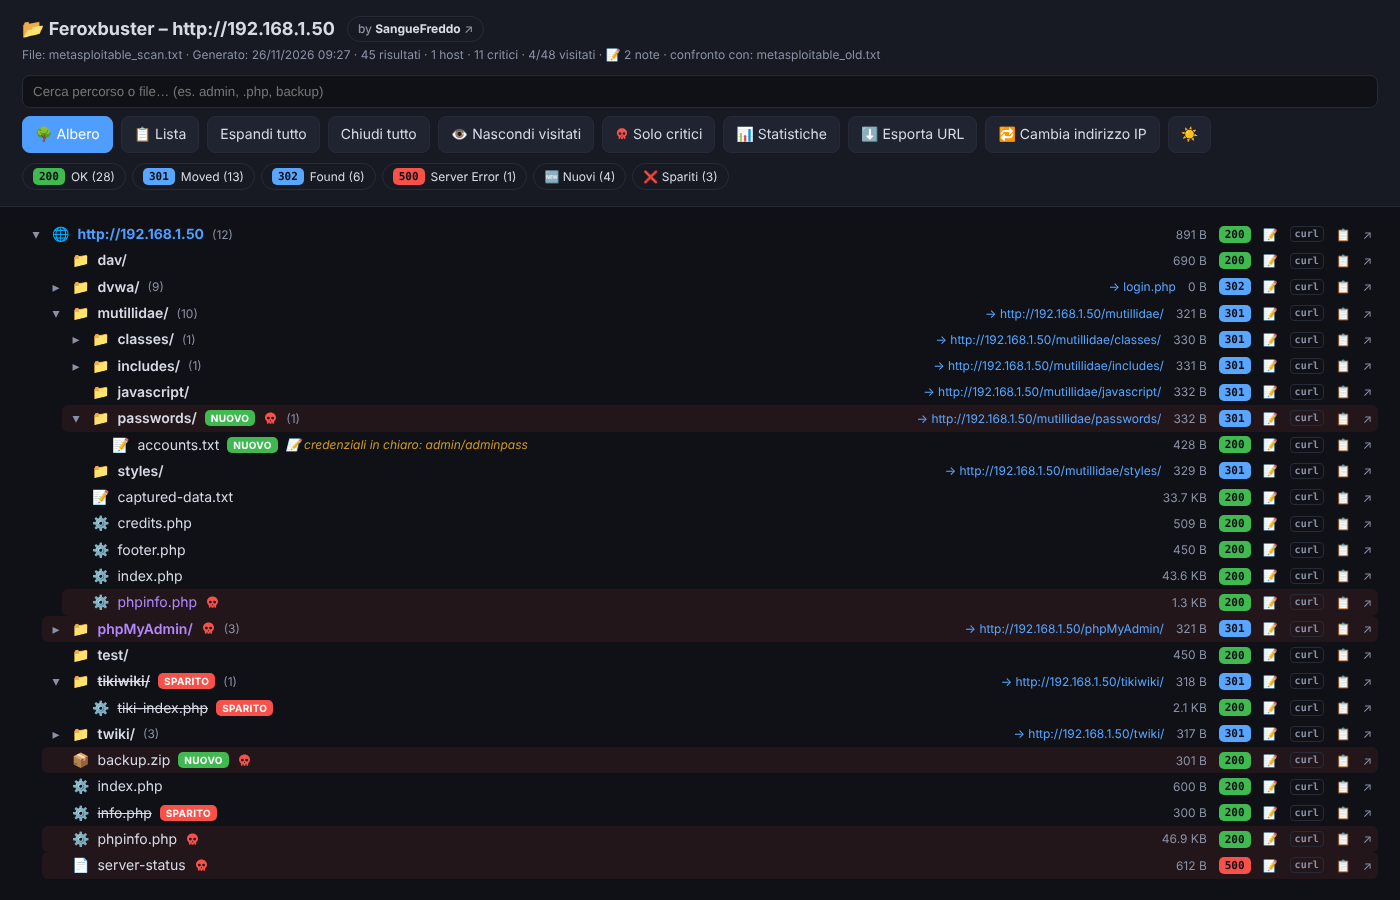 Feroxbuster – http://192.168.1.50 by SangueFreddo ↗
File: metasploitable_scan.txt · Generato: 26/11/2026 09:27 · 45 risultati · 1 host · 11 critici · 4/48 visitati · 📝 2 note · confronto con: metasploitable_old.txt
Cerca percorso o file… (es. admin, .php, backup)
Albero Lista Espandi tutto Chiudi tutto Nascondi visitati Solo critici Statistiche Esporta URL Cambia indirizzo IP
200 OK (28) 301 Moved (13) 302 Found (6) 500 Server Error (1) Nuovi (4) Spariti (3)
http://192.168.1.50 (12) 891 B 200 curl
dav/ 690 B 200 curl
dvwa/ (9) → login.php 0 B 302 curl
mutillidae/ (10) → http://192.168.1.50/mutillidae/ 321 B 301 curl
classes/ (1) → http://192.168.1.50/mutillidae/classes/ 330 B 301 curl
includes/ (1) → http://192.168.1.50/mutillidae/includes/ 331 B 301 curl
javascript/ → http://192.168.1.50/mutillidae/javascript/ 332 B 301 curl
passwords/ NUOVO (1) → http://192.168.1.50/mutillidae/passwords/ 332 B 301 curl
accounts.txt NUOVO credenziali in chiaro: admin/adminpass 428 B 200 curl
styles/ → http://192.168.1.50/mutillidae/styles/ 329 B 301 curl
captured-data.txt 33.7 KB 200 curl
credits.php 509 B 200 curl
footer.php 450 B 200 curl
index.php 43.6 KB 200 curl
phpinfo.php 1.3 KB 200 curl
phpMyAdmin/ (3) → http://192.168.1.50/phpMyAdmin/ 321 B 301 curl
test/ 450 B 200 curl
tikiwiki/ SPARITO (1) → http://192.168.1.50/tikiwiki/ 318 B 301 curl
tiki-index.php SPARITO 2.1 KB 200 curl
twiki/ (3) → http://192.168.1.50/twiki/ 317 B 301 curl
backup.zip NUOVO 301 B 200 curl
index.php 600 B 200 curl
info.php SPARITO 300 B 200 curl
phpinfo.php 46.9 KB 200 curl
server-status 612 B 500 curl